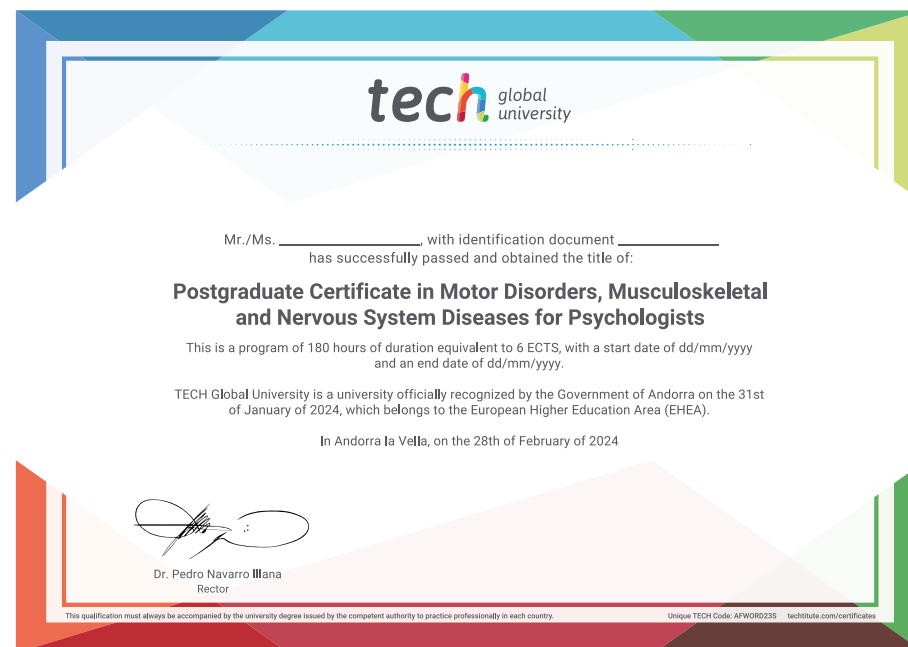 tech global
university
Mr./Ms. ____________________, with identification document ______________
has successfully passed and obtained the title of:
Postgraduate Certificate in Motor Disorders, Musculoskeletal
and Nervous System Diseases for Psychologists
This is a program of 180 hours of duration equivalent to 6 ECTS, with a start date of dd/mm/yyyy
and an end date of dd/mm/yyyy.
TECH Global University is a university officially recognized by the Government of Andorra on the 31st
of January of 2024, which belongs to the European Higher Education Area (EHEA).
In Andorra la Vella, on the 28th of February of 2024
Dr. Pedro Navarro Illana
Rector
This qualification must always be accompanied by the university degree issued by the competent authority to practice professionally in each country. Unique TECH Code: AFWORD23S techtitute.com/certificates